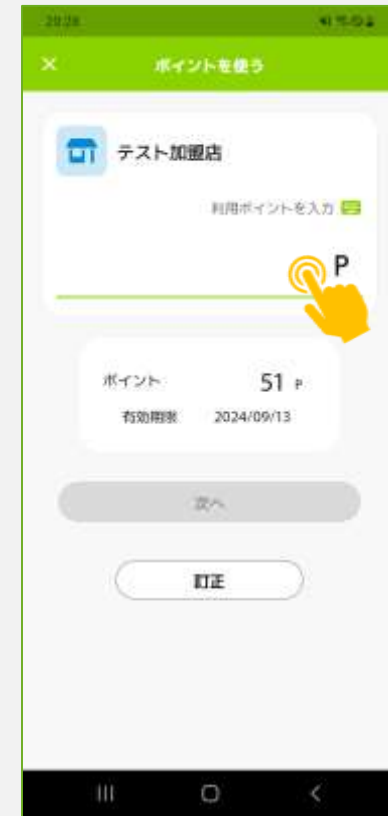 20:28
ポイントを使う
テスト加盟店
利用ポイントを入力
P
ポイント 51 P
有効期限 2024/09/13
次へ
訂正